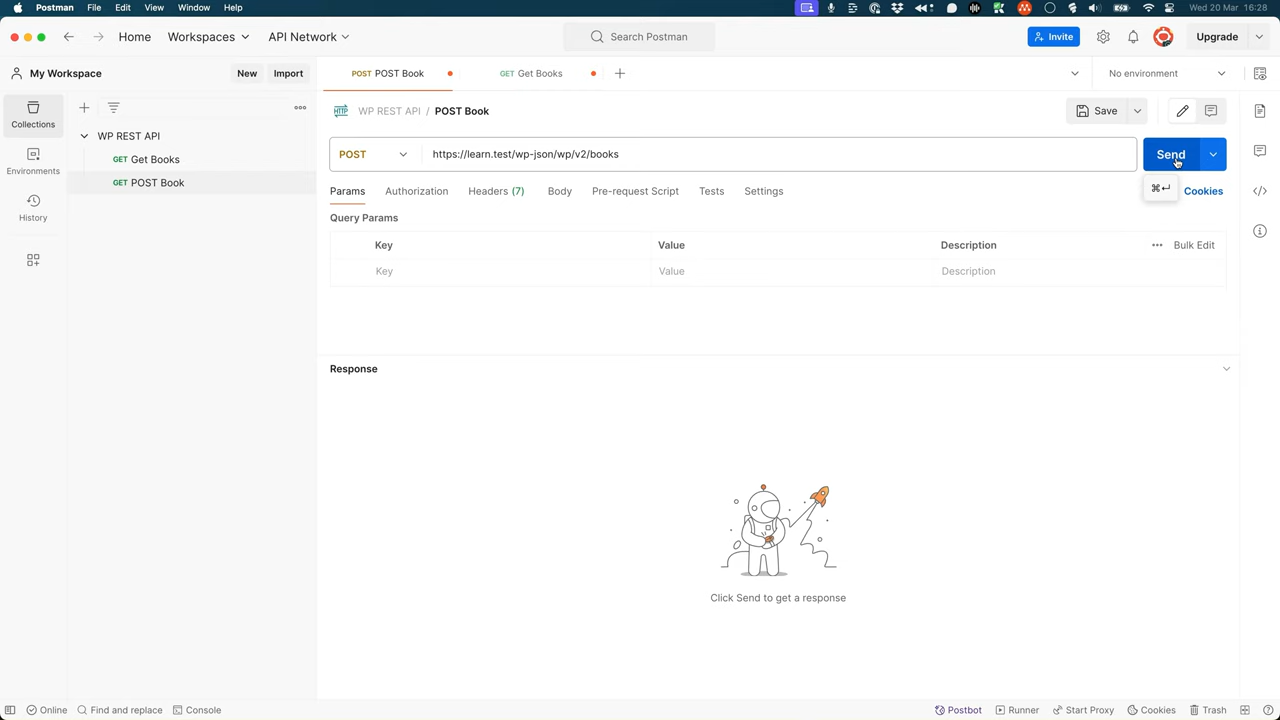 Postman File Edit View Window Help Wed 20 Mar 16:28
Home Workspaces API Network Search Postman Invite Upgrade
My Workspace New Import POST POST Book GET Get Books No environment
Collections
Environments
History
WP REST API
GET Get Books
GET POST Book
HTTP WP REST API / POST Book Save
POST https://learn.test/wp-json/wp/v2/books Send
⌘↩
Params Authorization Headers (7) Body Pre-request Script Tests Settings Cookies
Query Params
Key Value Description Bulk Edit
Key Value Description
Response
Click Send to get a response
Online Find and replace Console Postbot Runner Start Proxy Cookies Trash